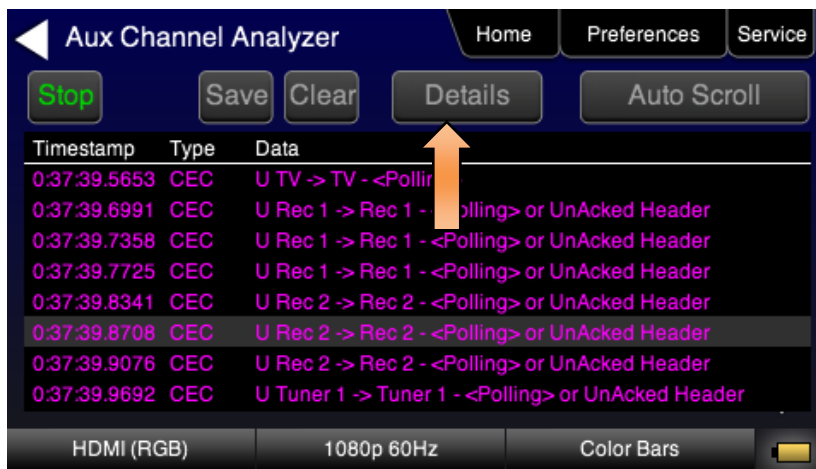 Aux Channel Analyzer Home Preferences Service
Stop Save Clear Details Auto Scroll
Timestamp Type Data
0:37:39.5653 CEC U TV -> TV -
0:37:39.6991 CEC U Rec 1 -> Rec 1 - or UnAcked Header
0:37:39.7358 CEC U Rec 1 -> Rec 1 - <Polling> or UnAcked Header
0:37:39.7725 CEC U Rec 1 -> Rec 1 - <Polling> or UnAcked Header
0:37:39.8341 CEC U Rec 2 -> Rec 2 - <Polling> or UnAcked Header
0:37:39.8708 CEC U Rec 2 -> Rec 2 - <Polling> or UnAcked Header
0:37:39.9076 CEC U Rec 2 -> Rec 2 - <Polling> or UnAcked Header
0:37:39.9692 CEC U Tuner 1 -> Tuner 1 - <Polling> or UnAcked Header
HDMI (RGB) 1080p 60Hz Color Bars